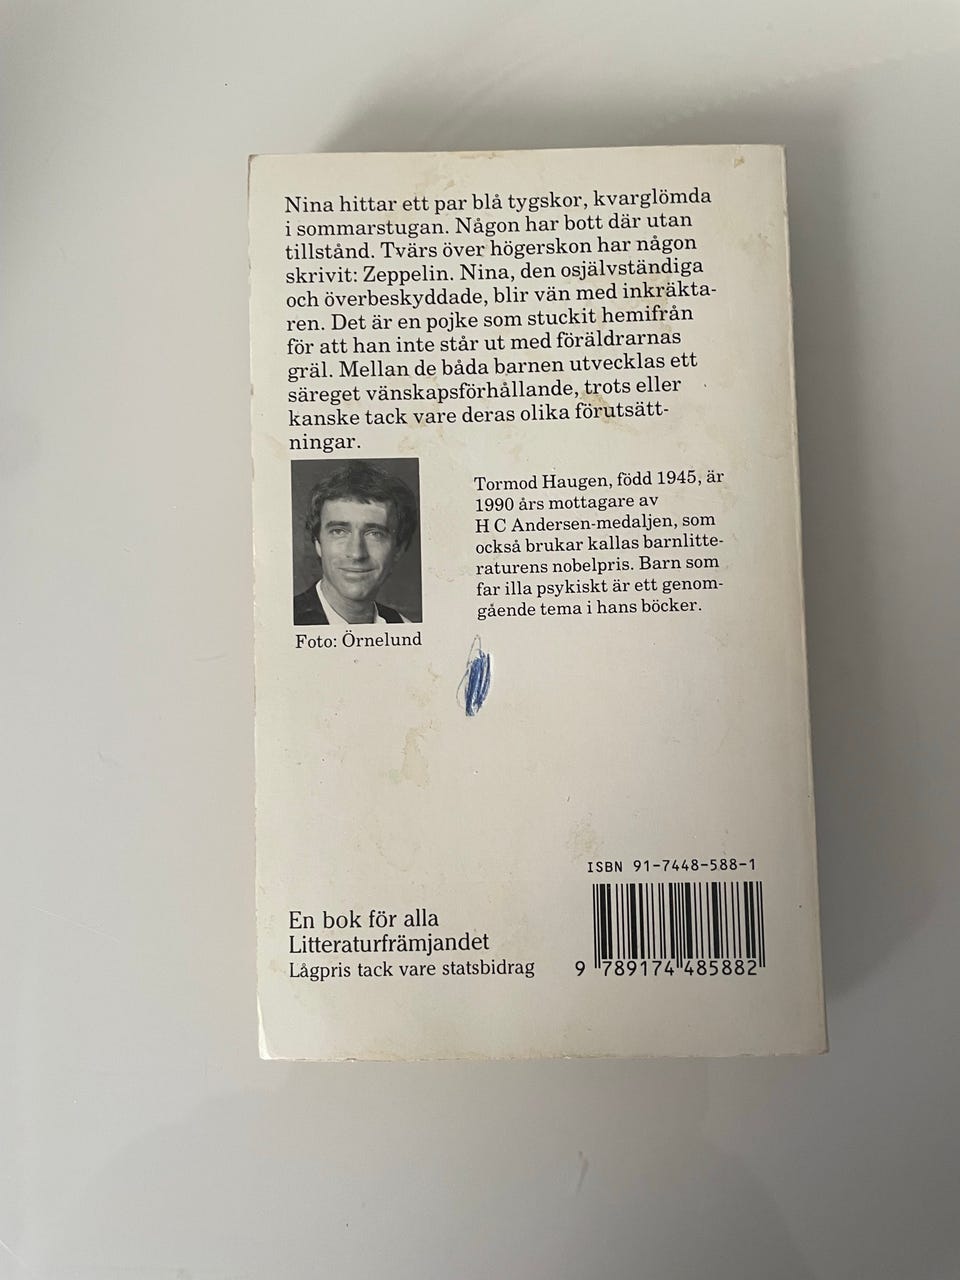 Nina hittar ett par blå tygskor, kvarglömda
i sommarstugan. Någon har bott där utan
tillstånd. Tvärs över högerskon har någon
skrivit: Zeppelin. Nina, den osjälvständiga
och överbeskyddade, blir vän med inkräkta-
ren. Det är en pojke som stuckit hemifrån
för att han inte står ut med föräldrarnas
gräl. Mellan de båda barnen utvecklas ett
säreget vänskapsförhållande, trots eller
kanske tack vare deras olika förutsätt-
ningar.
Tormod Haugen, född 1945, är
1990 års mottagare av
H C Andersen-medaljen, som
också brukar kallas barnlitte-
raturens nobelpris. Barn som
far illa psykiskt är ett genom-
gående tema i hans böcker.
Foto: Örnelund
ISBN 91-7448-588-1
En bok för alla
Litteraturfrämjandet
Lågpris tack vare statsbidrag
9 789174 485882